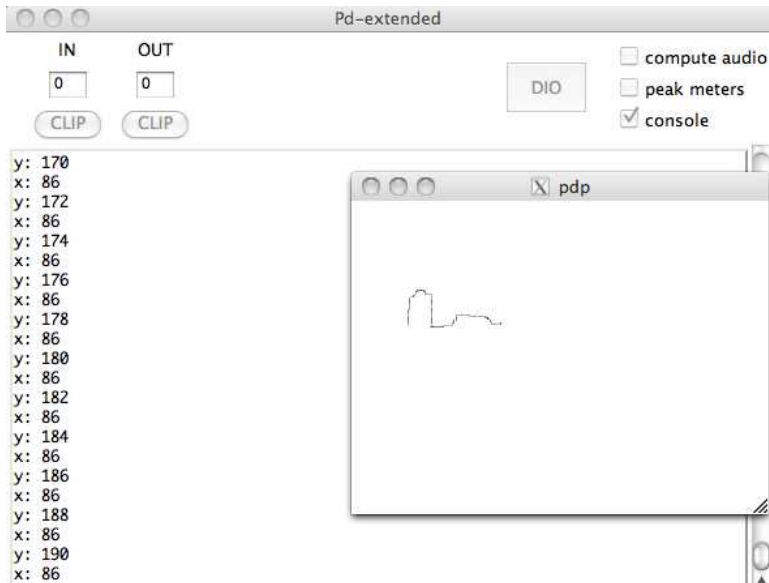 Pd-extended
IN OUT
0 0
CLIP CLIP
DIO
compute audio
peak meters
console
y: 170
x: 86
y: 172
x: 86
y: 174
x: 86
y: 176
x: 86
y: 178
x: 86
y: 180
x: 86
y: 182
x: 86
y: 184
x: 86
y: 186
x: 86
y: 188
x: 86
y: 190
x: 86
X pdp